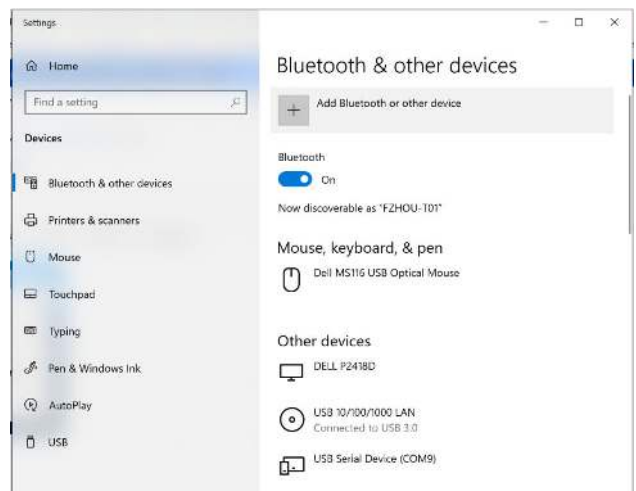 Settings
Home
Find a setting
Devices
Bluetooth & other devices
Printers & scanners
Mouse
Touchpad
Typing
Pen & Windows Ink
AutoPlay
USB
Bluetooth & other devices
Add Bluetooth or other device
Bluetooth
On
Now discoverable as "FZHOU-T01"
Mouse, keyboard, & pen
Dell MS116 USB Optical Mouse
Other devices
DELL P2418D
USB 10/100/1000 LAN
Connected to USB 3.0
USB Serial Device (COM9)